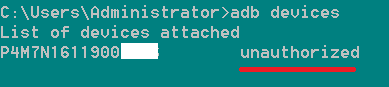 C:\Users\Administrator>adb devices
List of devices attached
P4M7N1611900 unauthorized